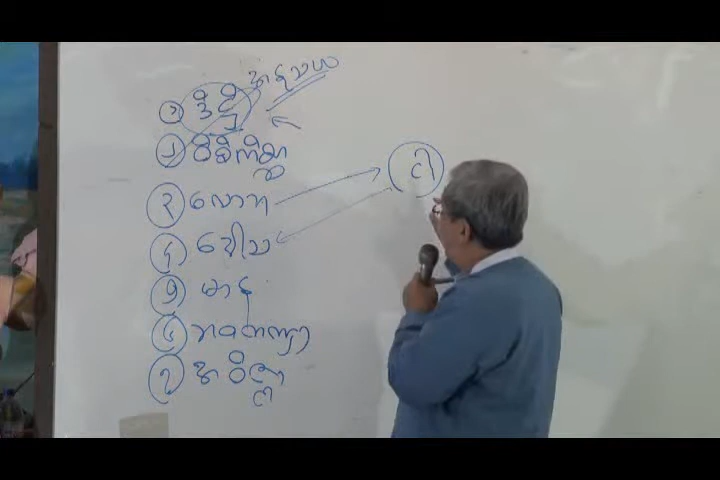 အနုသယ
၁ ဒိဋ္ဌိ
၂ ဝိစိကိစ္ဆာ
၃ လောဘ
ငါ
၄ ဒေါသ
၅ မာန
၆ ဘဝတဏှာ
၇ အဝိဇ္ဇာ